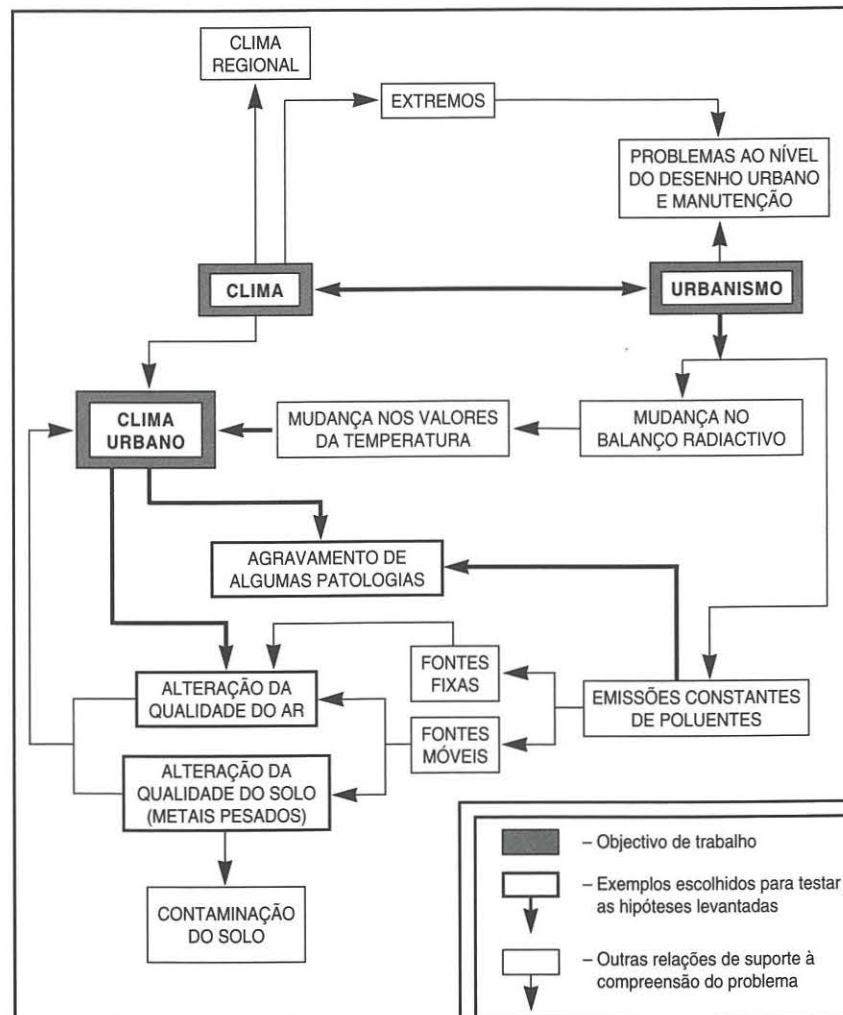 CLIMA
REGIONAL
EXTREMOS
PROBLEMAS AO NÍVEL
DO DESENHO URBANO
E MANUTENÇÃO
CLIMA
URBANISMO
CLIMA
URBANO
MUDANÇA NOS VALORES
DA TEMPERATURA
MUDANÇA NO
BALANÇO RADIACTIVO
AGRAVAMENTO DE
ALGUMAS PATOLOGIAS
FONTES
FIXAS
ALTERAÇÃO DA
QUALIDADE DO AR
EMISSÕES CONSTANTES
DE POLUENTES
FONTES
MÓVEIS
ALTERAÇÃO DA
QUALIDADE DO SOLO
(METAIS PESADOS)
CONTAMINAÇÃO
DO SOLO
– Objectivo de trabalho
– Exemplos escolhidos para testar
as hipóteses levantadas
– Outras relações de suporte à
compreensão do problema